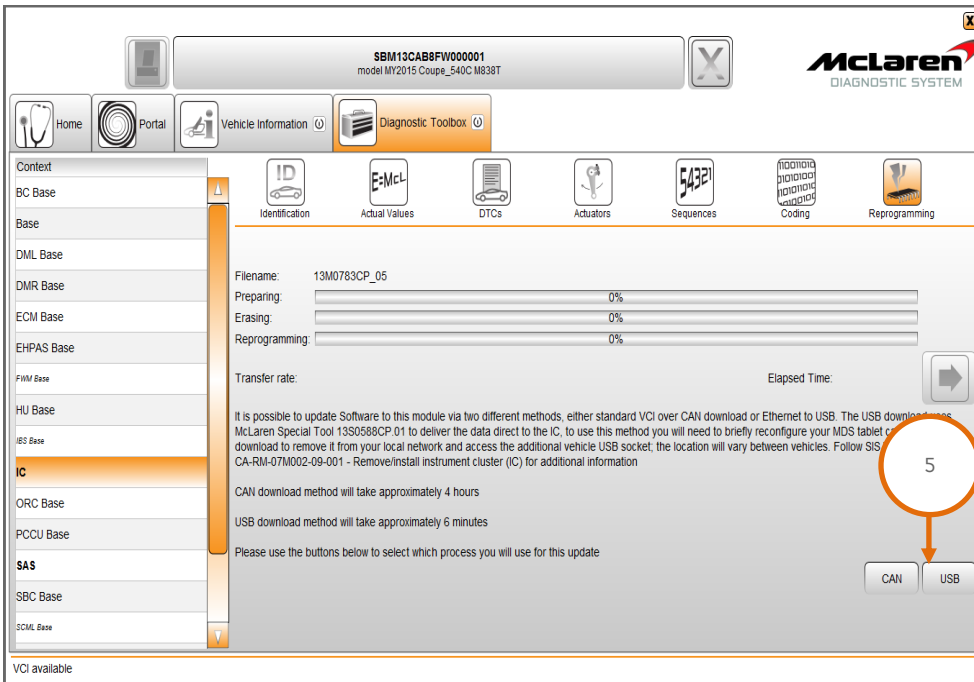 X
SBM13CAB8FW000001
model MY2015 Coupe_540C M838T
McLaren
DIAGNOSTIC SYSTEM
Home
Portal
Vehicle Information
Diagnostic Toolbox
Context
BC Base
Base
DML Base
DMR Base
ECM Base
EHPAS Base
FWM Base
HU Base
IBS Base
IC
ORC Base
PCCU Base
SAS
SBC Base
SCML Base
ID
Identification
E=McL
Actual Values
DTCs
Actuators
54321
Sequences
Coding
Reprogramming
Filename: 13M0783CP_05
Preparing: 0%
Erasing: 0%
Reprogramming: 0%
Transfer rate: Elapsed Time:
It is possible to update Software to this module via two different methods, either standard VCI over CAN download or Ethernet to USB. The USB download uses
McLaren Special Tool 13S0588CP.01 to deliver the data direct to the IC, to use this method you will need to briefly reconfigure your MDS tablet
download to remove it from your local network and access the additional vehicle USB socket; the location will vary between vehicles. Follow SIS
CA-RM-07M002-09-001 - Remove/install instrument cluster (IC) for additional information
CAN download method will take approximately 4 hours
USB download method will take approximately 6 minutes
Please use the buttons below to select which process you will use for this update
5
CAN USB
VCI available